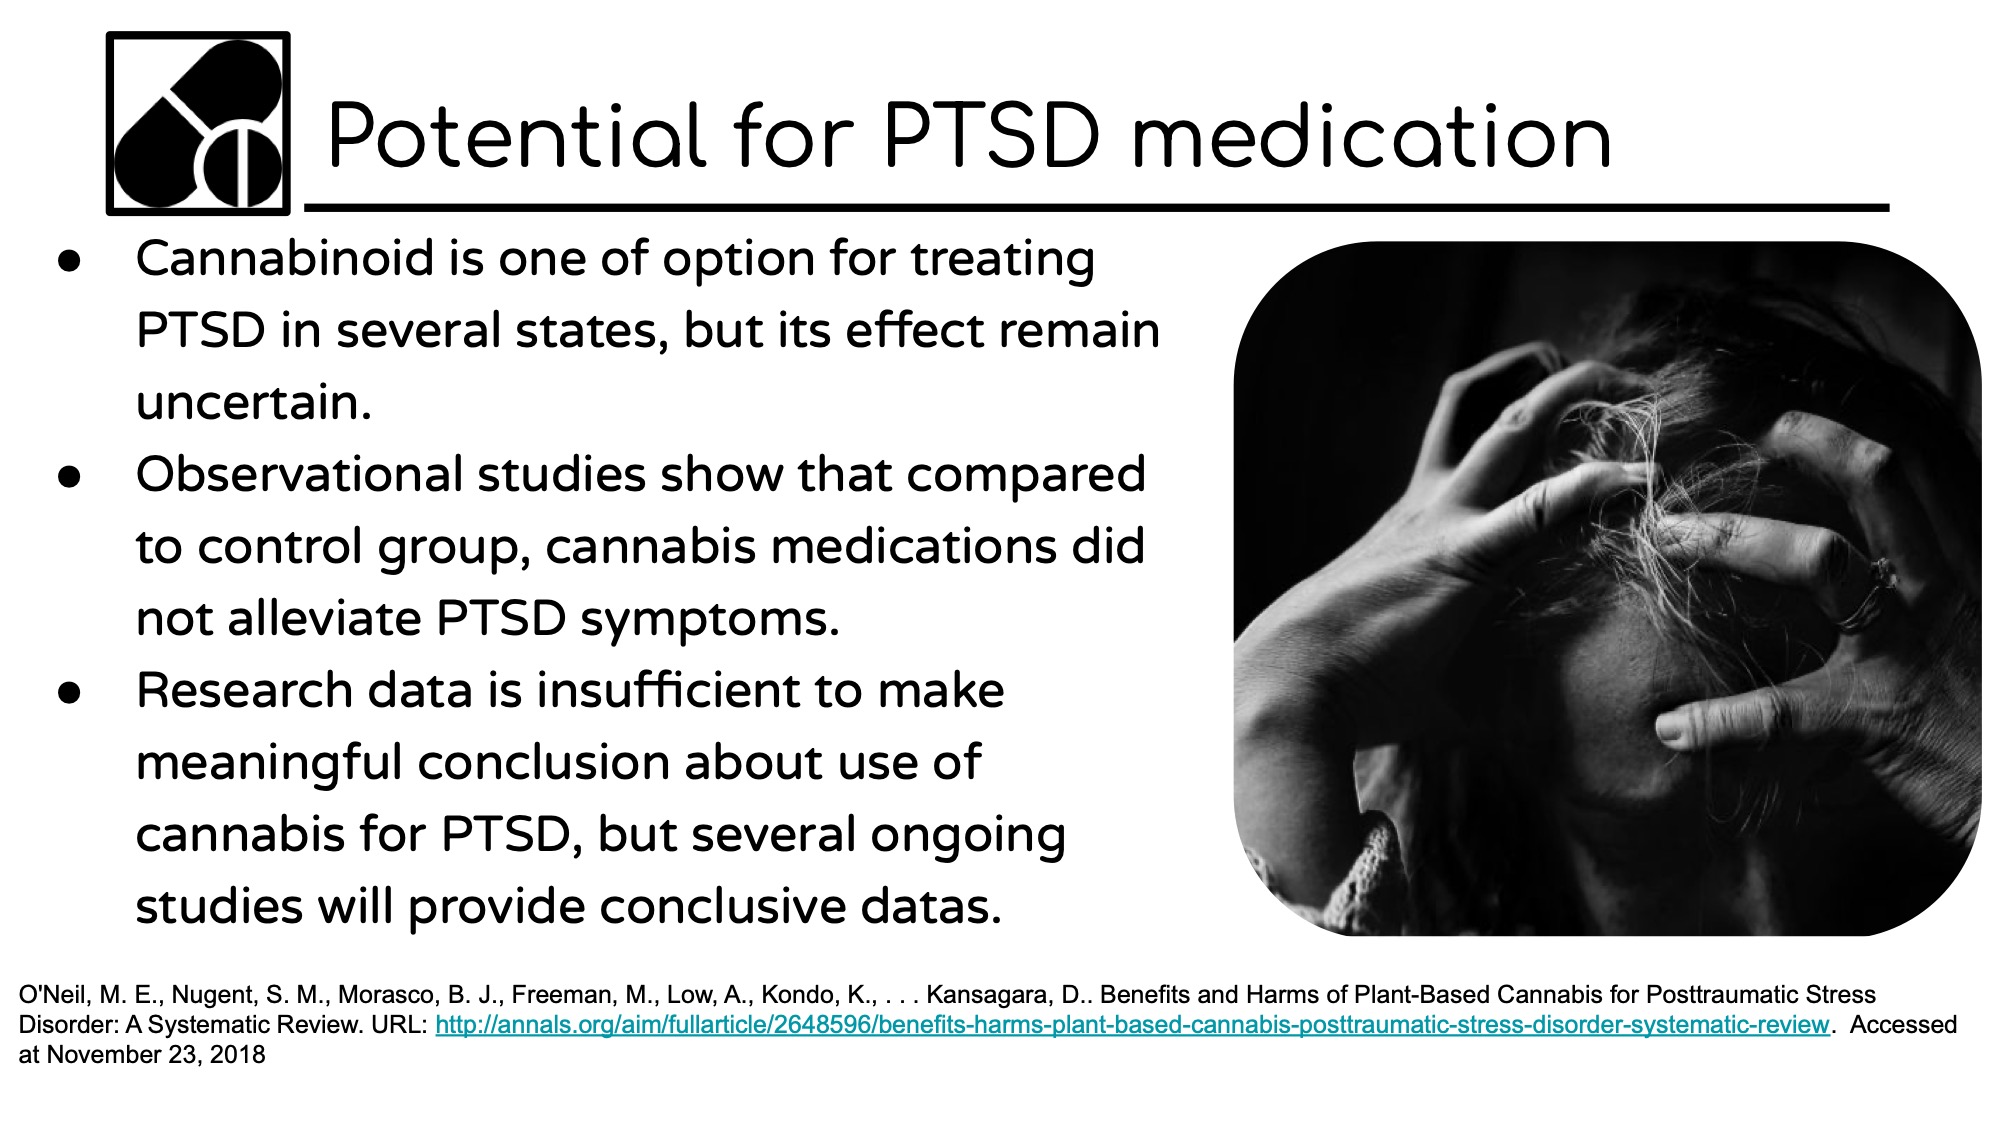 Potential for PTSD medication
● Cannabinoid is one of option for treating
PTSD in several states, but its effect remain
uncertain.
● Observational studies show that compared
to control group, cannabis medications did
not alleviate PTSD symptoms.
● Research data is insufficient to make
meaningful conclusion about use of
cannabis for PTSD, but several ongoing
studies will provide conclusive datas.
O'Neil, M. E., Nugent, S. M., Morasco, B. J., Freeman, M., Low, A., Kondo, K., . . . Kansagara, D.. Benefits and Harms of Plant-Based Cannabis for Posttraumatic Stress
Disorder: A Systematic Review. URL: http://annals.org/aim/fullarticle/2648596/benefits-harms-plant-based-cannabis-posttraumatic-stress-disorder-systematic-review.  Accessed
at November 23, 2018